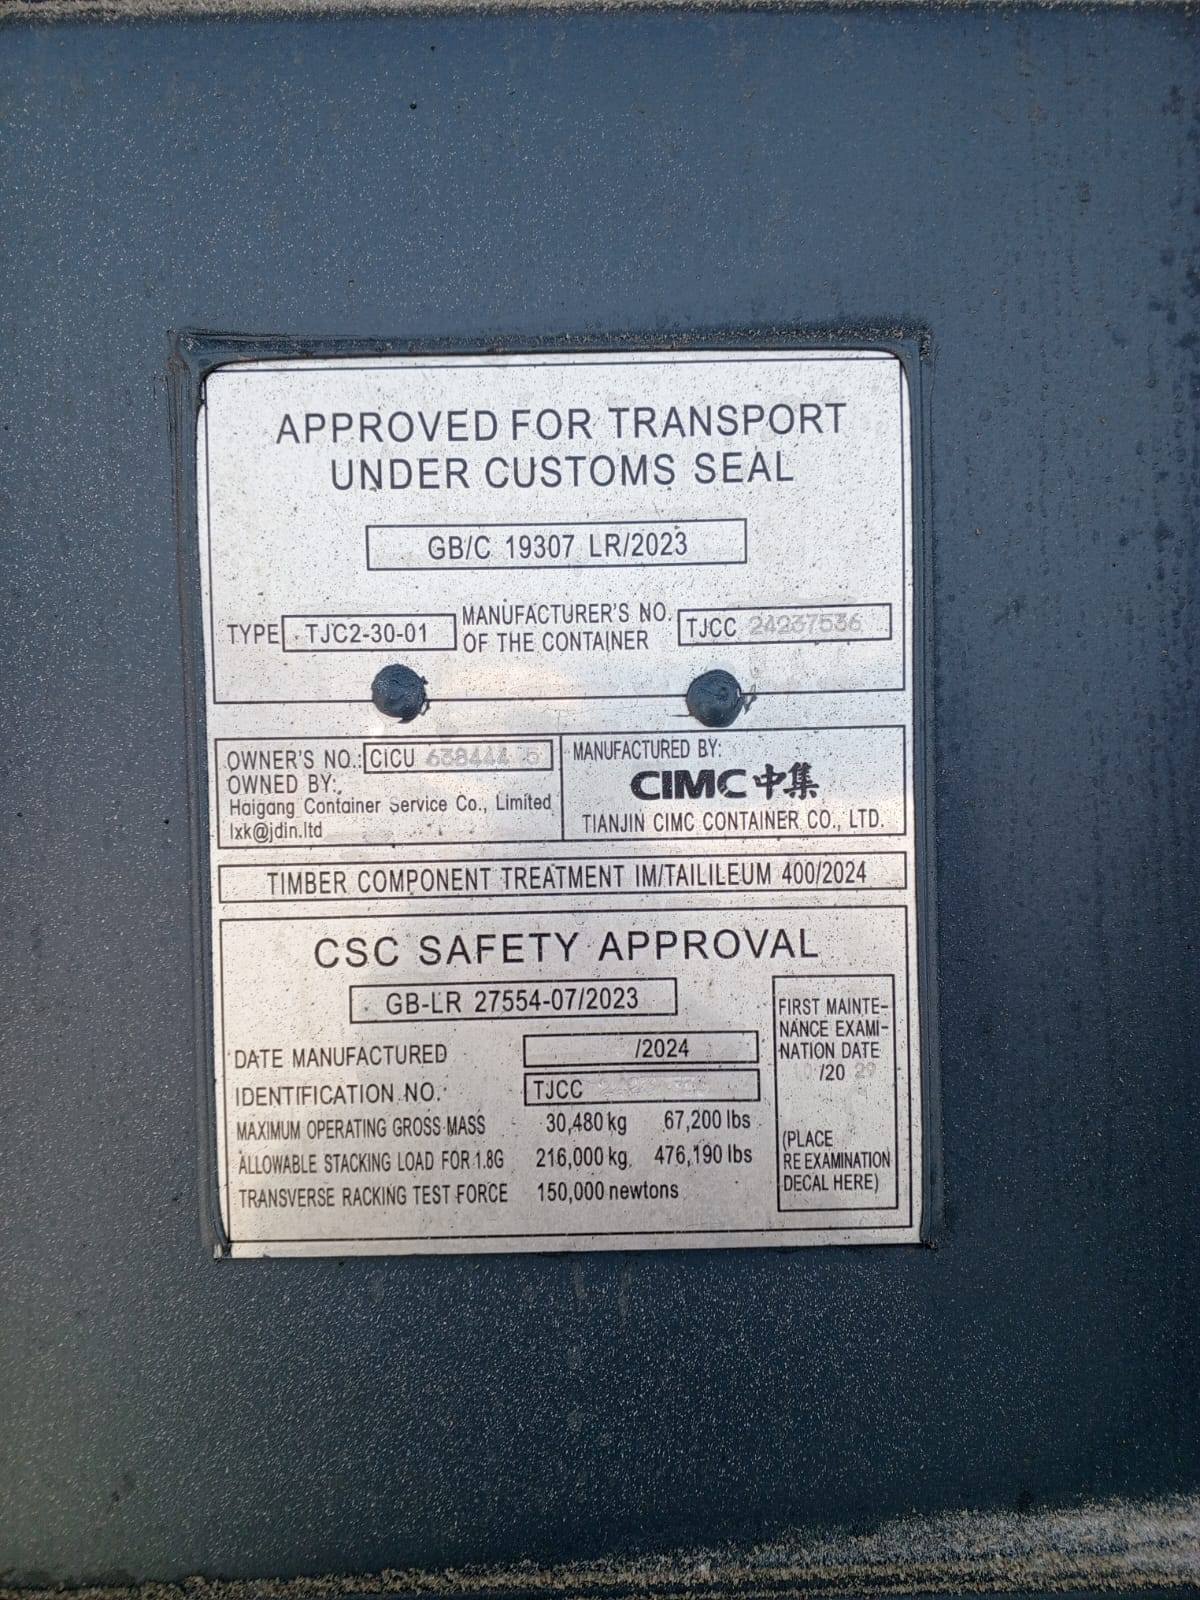 APPROVED FOR TRANSPORT
UNDER CUSTOMS SEAL
GB/C 19307 LR/2023
TYPE TJC2-30-01
MANUFACTURER'S NO.
OF THE CONTAINER
TJCC 24237536
OWNER'S NO.: CICU 638444 5
OWNED BY:
Haigang Container Service Co., Limited
lxk@jdin.ltd
MANUFACTURED BY:
CIMC中集
TIANJIN CIMC CONTAINER CO., LTD.
TIMBER COMPONENT TREATMENT IM/TAILILEUM 400/2024
CSC SAFETY APPROVAL
GB-LR 27554-07/2023
DATE MANUFACTURED /2024
IDENTIFICATION NO. TJCC
MAXIMUM OPERATING GROSS MASS 30,480 kg 67,200 lbs
ALLOWABLE STACKING LOAD FOR 1.8G 216,000 kg 476,190 lbs
TRANSVERSE RACKING TEST FORCE 150,000 newtons
FIRST MAINTE-
NANCE EXAMI-
NATION DATE
/20 29
(PLACE
RE EXAMINATION
DECAL HERE)